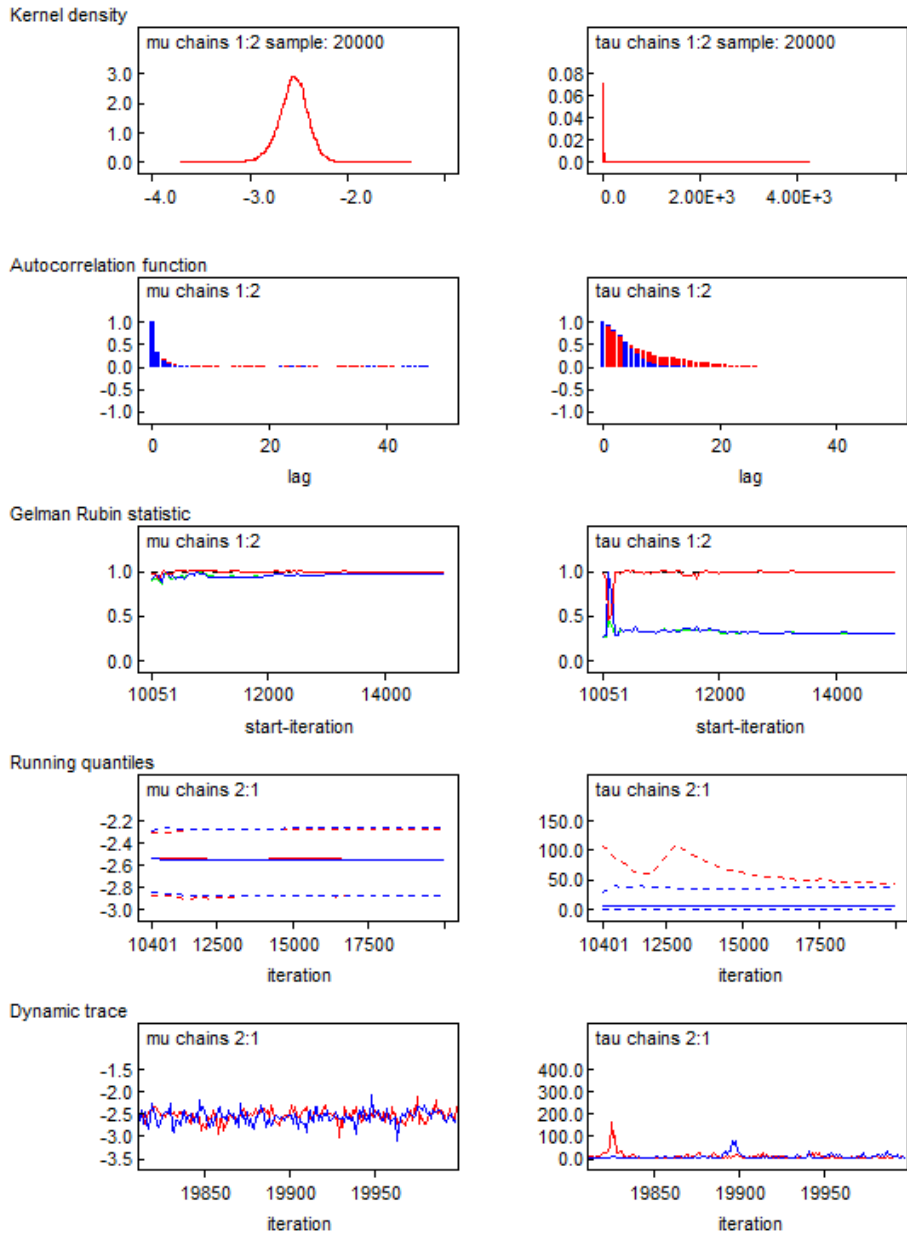 Kernel density
mu chains 1:2 sample: 20000
3.0
2.0
1.0
0.0
-4.0 -3.0 -2.0
tau chains 1:2 sample: 20000
0.08
0.06
0.04
0.02
0.0
0.0 2.00E+3 4.00E+3
Autocorrelation function
mu chains 1:2
1.0
0.5
0.0
-0.5
-1.0
0 20 40
lag
tau chains 1:2
1.0
0.5
0.0
-0.5
-1.0
0 20 40
lag
Gelman Rubin statistic
mu chains 1:2
1.0
0.5
0.0
10051 12000 14000
start-iteration
tau chains 1:2
1.0
0.5
0.0
10051 12000 14000
start-iteration
Running quantiles
mu chains 2:1
-2.2
-2.4
-2.6
-2.8
-3.0
10401 12500 15000 17500
iteration
tau chains 2:1
150.0
100.0
50.0
0.0
10401 12500 15000 17500
iteration
Dynamic trace
mu chains 2:1
-1.5
-2.0
-2.5
-3.0
-3.5
19850 19900 19950
iteration
tau chains 2:1
400.0
300.0
200.0
100.0
0.0
19850 19900 19950
iteration